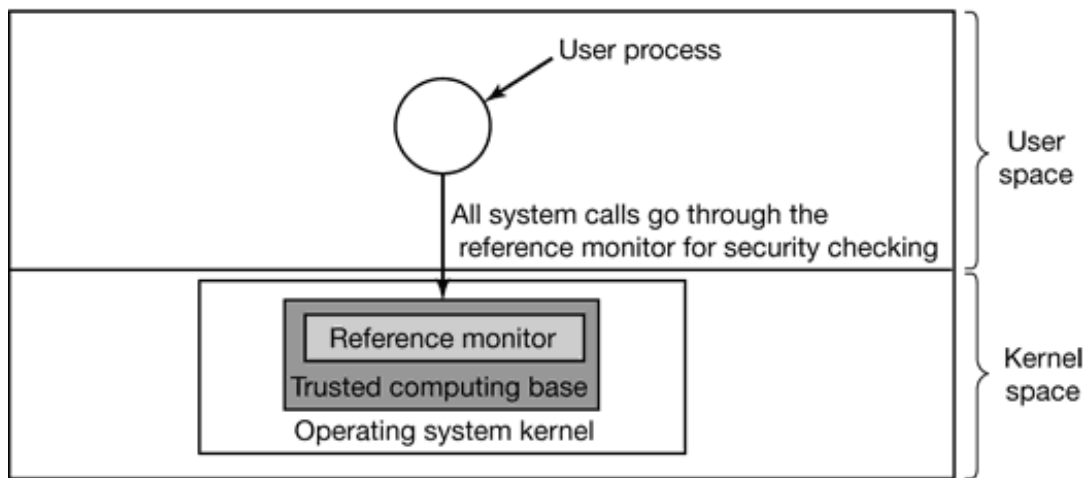 User process
User
space
All system calls go through the
reference monitor for security checking
Reference monitor
Trusted computing base
Operating system kernel
Kernel
space